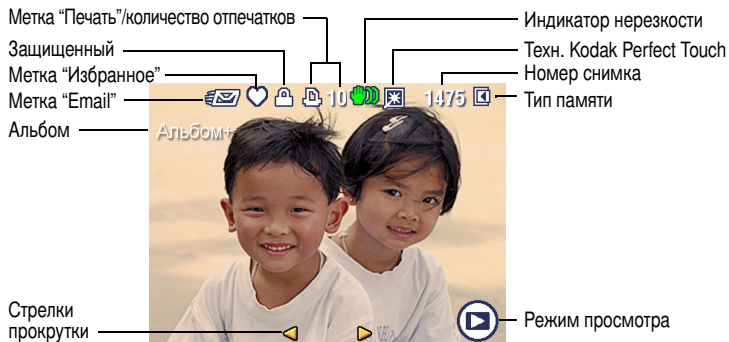 Метка “Печать”/количество отпечатков
Защищенный
Метка “Избранное”
Метка “Email”
Альбом
Стрелки
прокрутки
Индикатор нерезкости
Техн. Kodak Perfect Touch
Номер снимка
Тип памяти
Режим просмотра
10
1475
Альбом+